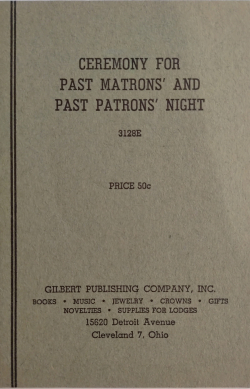 CEREMONY FOR
PAST MATRONS' AND
PAST PATRONS' NIGHT
3128E
PRICE 50c
GILBERT PUBLISHING COMPANY, INC.
BOOKS • MUSIC • JEWELRY • CROWNS • GIFTS
NOVELTIES • SUPPLIES FOR LODGES
15620 Detroit Avenue
Cleveland 7, Ohio